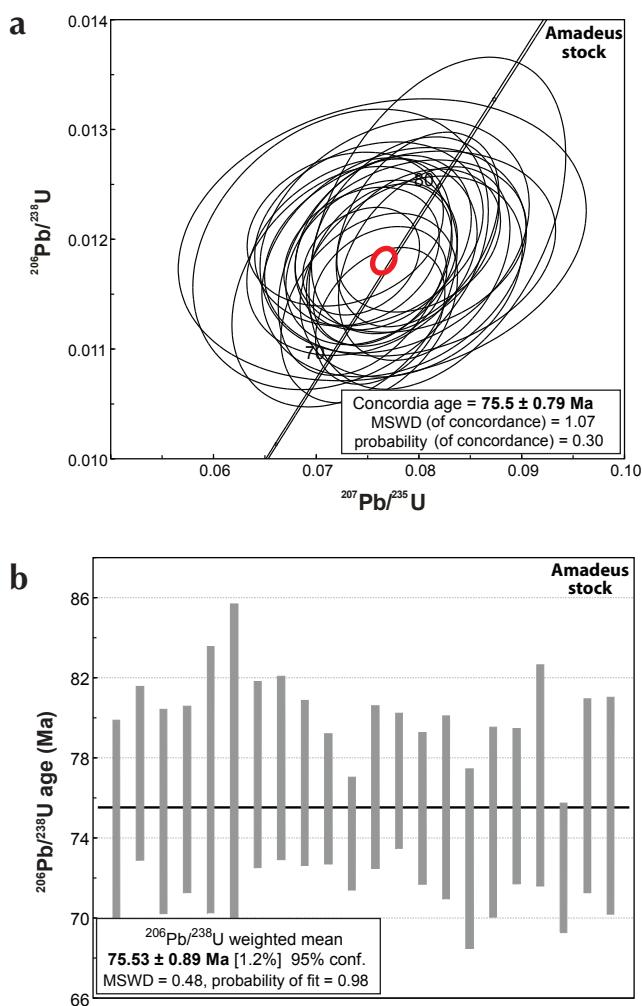 a
Amadeus
stock
0.014
0.013
0.012
0.011
0.010
²⁰⁶Pb/²³⁸U
80
70
Concordia age = 75.5 ± 0.79 Ma
MSWD (of concordance) = 1.07
probability (of concordance) = 0.30
0.06
0.07
0.08
0.09
0.10
²⁰⁷Pb/²³⁵U
b
Amadeus
stock
86
82
78
74
70
66
²⁰⁶Pb/²³⁸U age (Ma)
²⁰⁶Pb/²³⁸U weighted mean
75.53 ± 0.89 Ma [1.2%] 95% conf.
MSWD = 0.48, probability of fit = 0.98